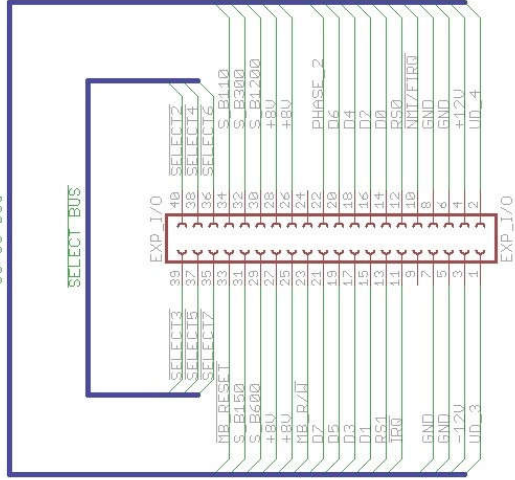 SELECT BUS
EXP_I/O
SELECT2
SELECT4
SELECT6
S_B110
S_B300
S_B1200
+8V
+8V
PHASE_2
D6
D4
D2
D0
RS0
NMI/FIRQ
GND
GND
+12V
UD_4
40
38
36
34
32
30
28
26
24
22
20
18
16
14
12
10
8
6
4
2
39
37
35
33
31
29
27
25
23
21
19
17
15
13
11
9
7
5
3
1
SELECT3
SELECT5
SELECT7
MB_RESET
S_B150
S_B600
+8V
+8V
MB_R/W
D7
D5
D3
D1
RS1
IRQ
GND
GND
-12V
UD_3
EXP_I/O